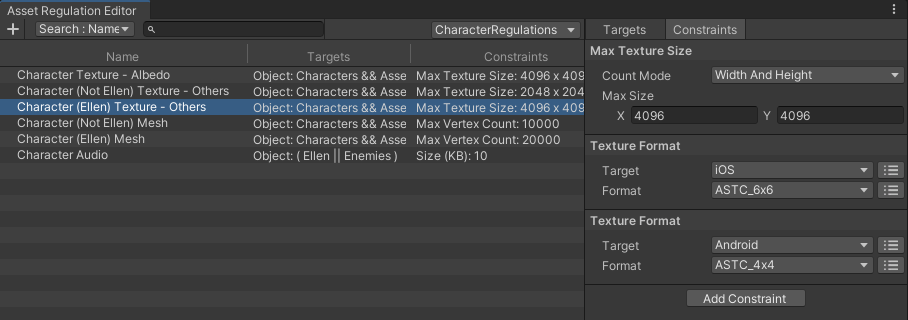 Asset Regulation Editor
Search : Name
CharacterRegulations
Name Targets Constraints
Character Texture - Albedo Object: Characters && Asse Max Texture Size: 4096 x 409
Character (Not Ellen) Texture - Others Object: Characters && Asse Max Texture Size: 2048 x 204
Character (Ellen) Texture - Others Object: Characters && Asse Max Texture Size: 4096 x 409
Character (Not Ellen) Mesh Object: Characters && Asse Max Vertex Count: 10000
Character (Ellen) Mesh Object: Characters && Asse Max Vertex Count: 20000
Character Audio Object: ( Ellen || Enemies ) Size (KB): 10
Targets Constraints
Max Texture Size
Count Mode Width And Height
Max Size
X 4096 Y 4096
Texture Format
Target iOS
Format ASTC_6x6
Texture Format
Target Android
Format ASTC_4x4
Add Constraint